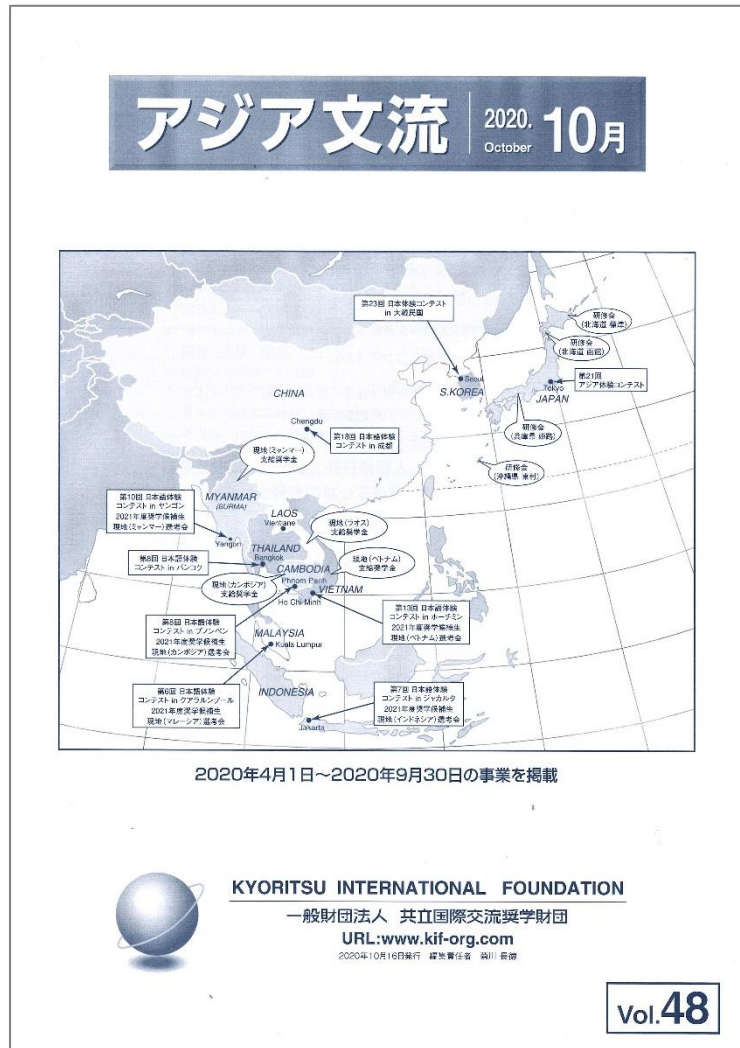 アジア文流
2020.
October
10月
第23回 日本体験コンテスト
in 大韓民国
研修会
(北海道 標津)
研修会
(北海道 函館)
Seoul
S.KOREA
第21回
アジア体験コンテスト
Tokyo
JAPAN
CHINA
研修会
(兵庫県 姫路)
Chengdu
第18回 日本語体験
コンテスト in 成都
現地(ミャンマー)
支給奨学金
研修会
(沖縄県 東村)
第10回 日本語体験
コンテスト in ヤンゴン
2021年度奨学候補生
現地(ミャンマー)選考会
MYANMAR
(BURMA)
LAOS
Vientiane
現地(ラオス)
支給奨学金
Yangon
THAILAND
Bangkok
第8回 日本語体験
コンテスト in バンコク
現地(ベトナム)
支給奨学金
CAMBODIA
Phnom Penh
現地(カンボジア)
支給奨学金
VIETNAM
Ho Chi Minh
第8回 日本語体験
コンテスト in プノンペン
2021年度奨学候補生
現地(カンボジア)選考会
第13回 日本語体験
コンテスト in ホーチミン
2021年度奨学候補生
現地(ベトナム)選考会
MALAYSIA
Kuala Lumpur
第6回 日本語体験
コンテスト in クアラルンプール
2021年度奨学候補生
現地(マレーシア)選考会
INDONESIA
第7回 日本語体験
コンテスト in ジャカルタ
2021年度奨学候補生
現地(インドネシア)選考会
Jakarta
2020年4月1日～2020年9月30日の事業を掲載
KYORITSU INTERNATIONAL FOUNDATION
一般財団法人 共立国際交流奨学財団
URL:www.kif-org.com
2020年10月16日発行 編集責任者
Vol.48